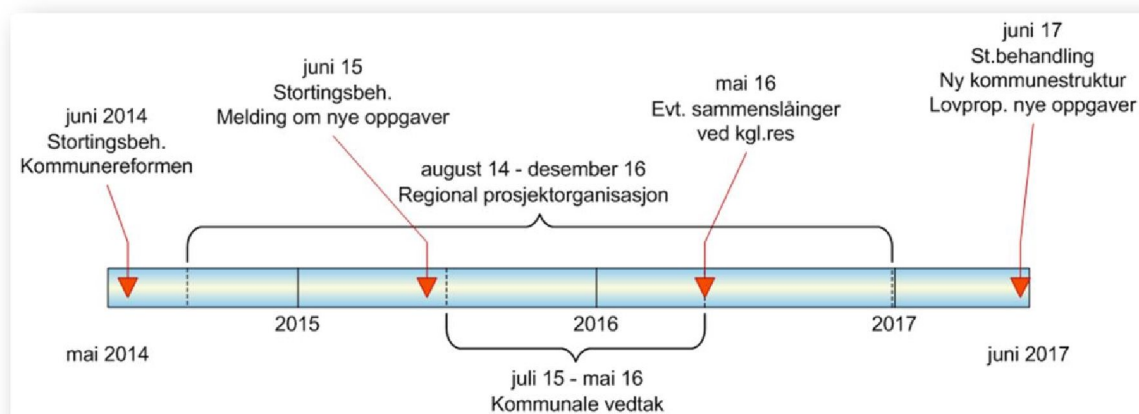 juni 2014
Stortingsbeh.
Kommunereformen
juni 15
Stortingsbeh.
Melding om nye oppgaver
august 14 - desember 16
Regional prosjektorganisasjon
mai 16
Evt. sammenslåinger
ved kgl.res
juni 17
St.behandling
Ny kommunestruktur
Lovprop. nye oppgaver
2015
2016
2017
mai 2014
juni 2017
juli 15 - mai 16
Kommunale vedtak